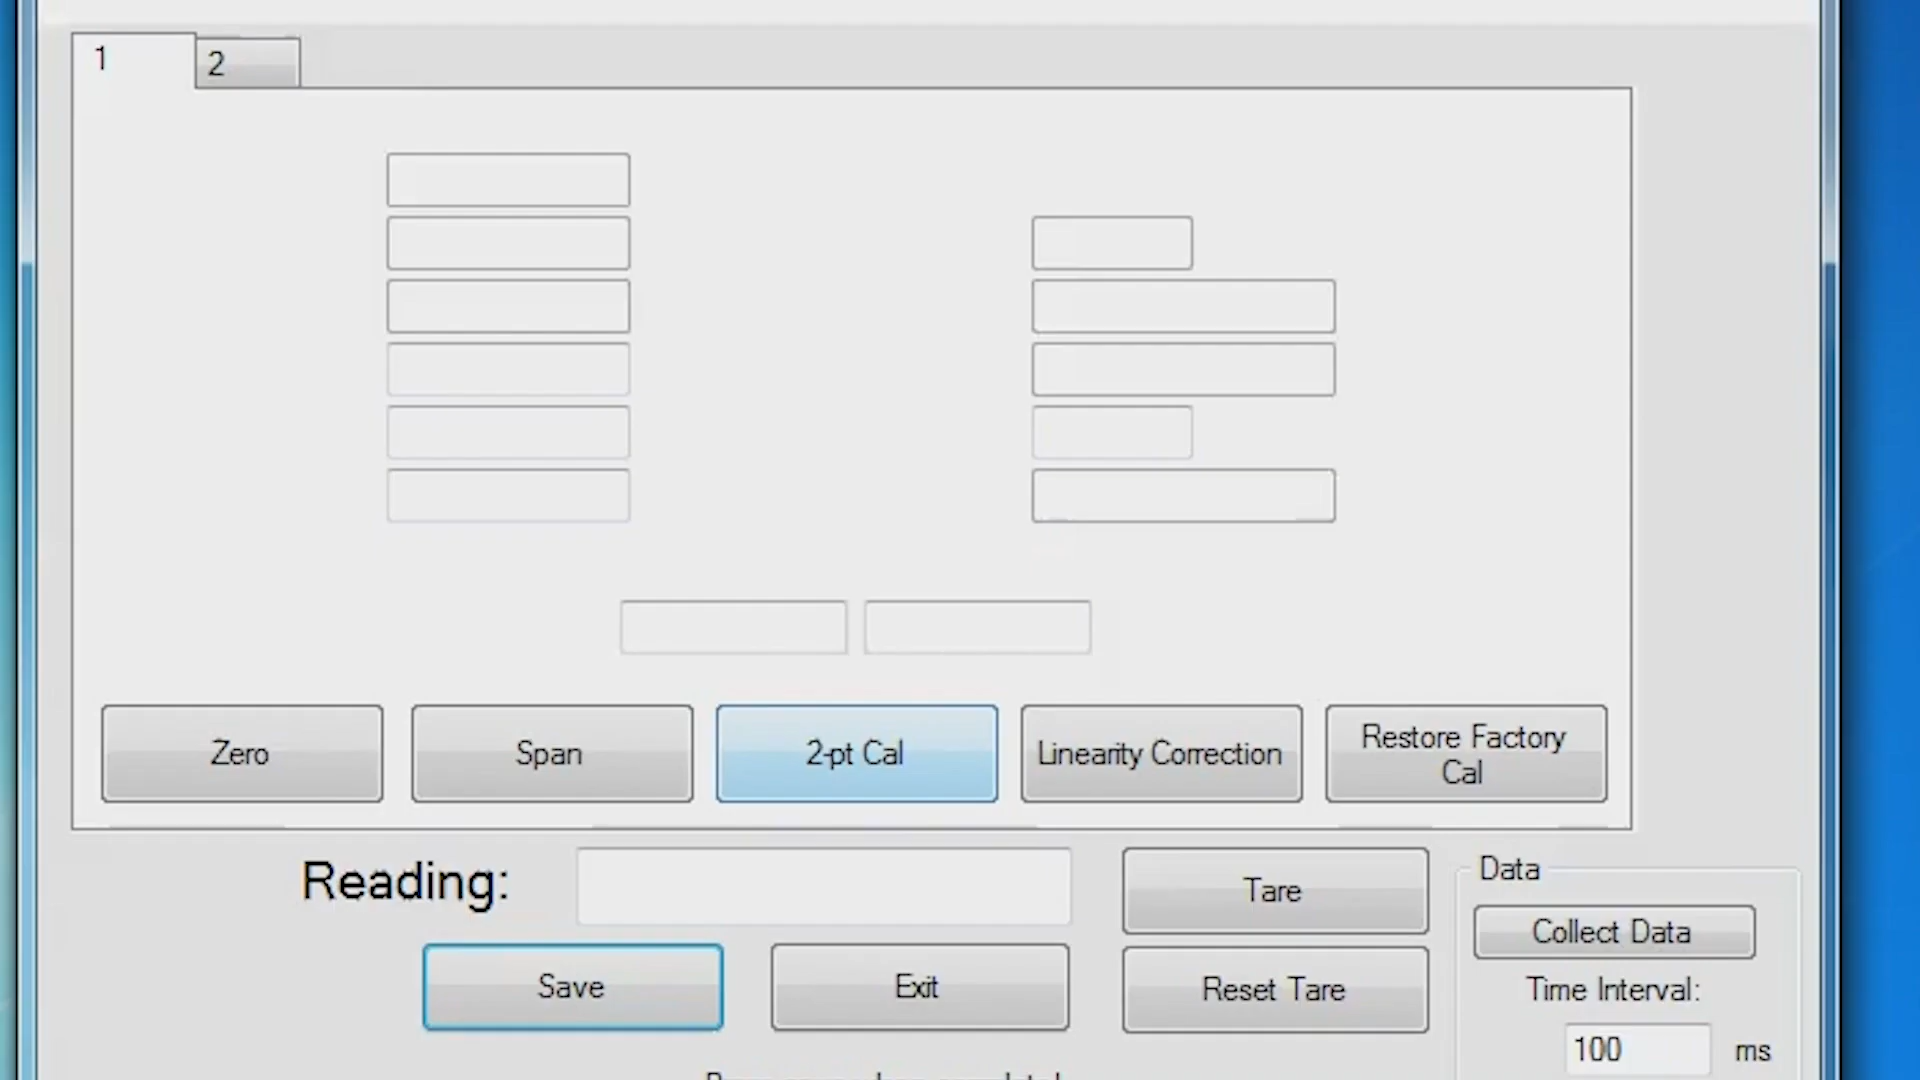 1
2
Zero
Span
2-pt Cal
Linearity Correction
Restore Factory
Cal
Reading:
Tare
Data
Collect Data
Save
Exit
Reset Tare
Time Interval:
100
ms